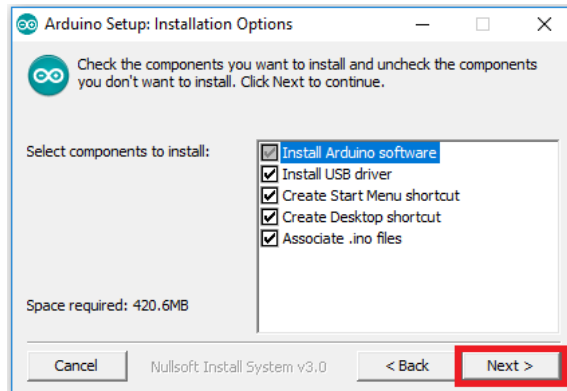 Arduino Setup: Installation Options
Check the components you want to install and uncheck the components
you don't want to install. Click Next to continue.
Select components to install:
Install Arduino software
Install USB driver
Create Start Menu shortcut
Create Desktop shortcut
Associate .ino files
Space required: 420.6MB
Cancel
Nullsoft Install System v3.0
< Back
Next >